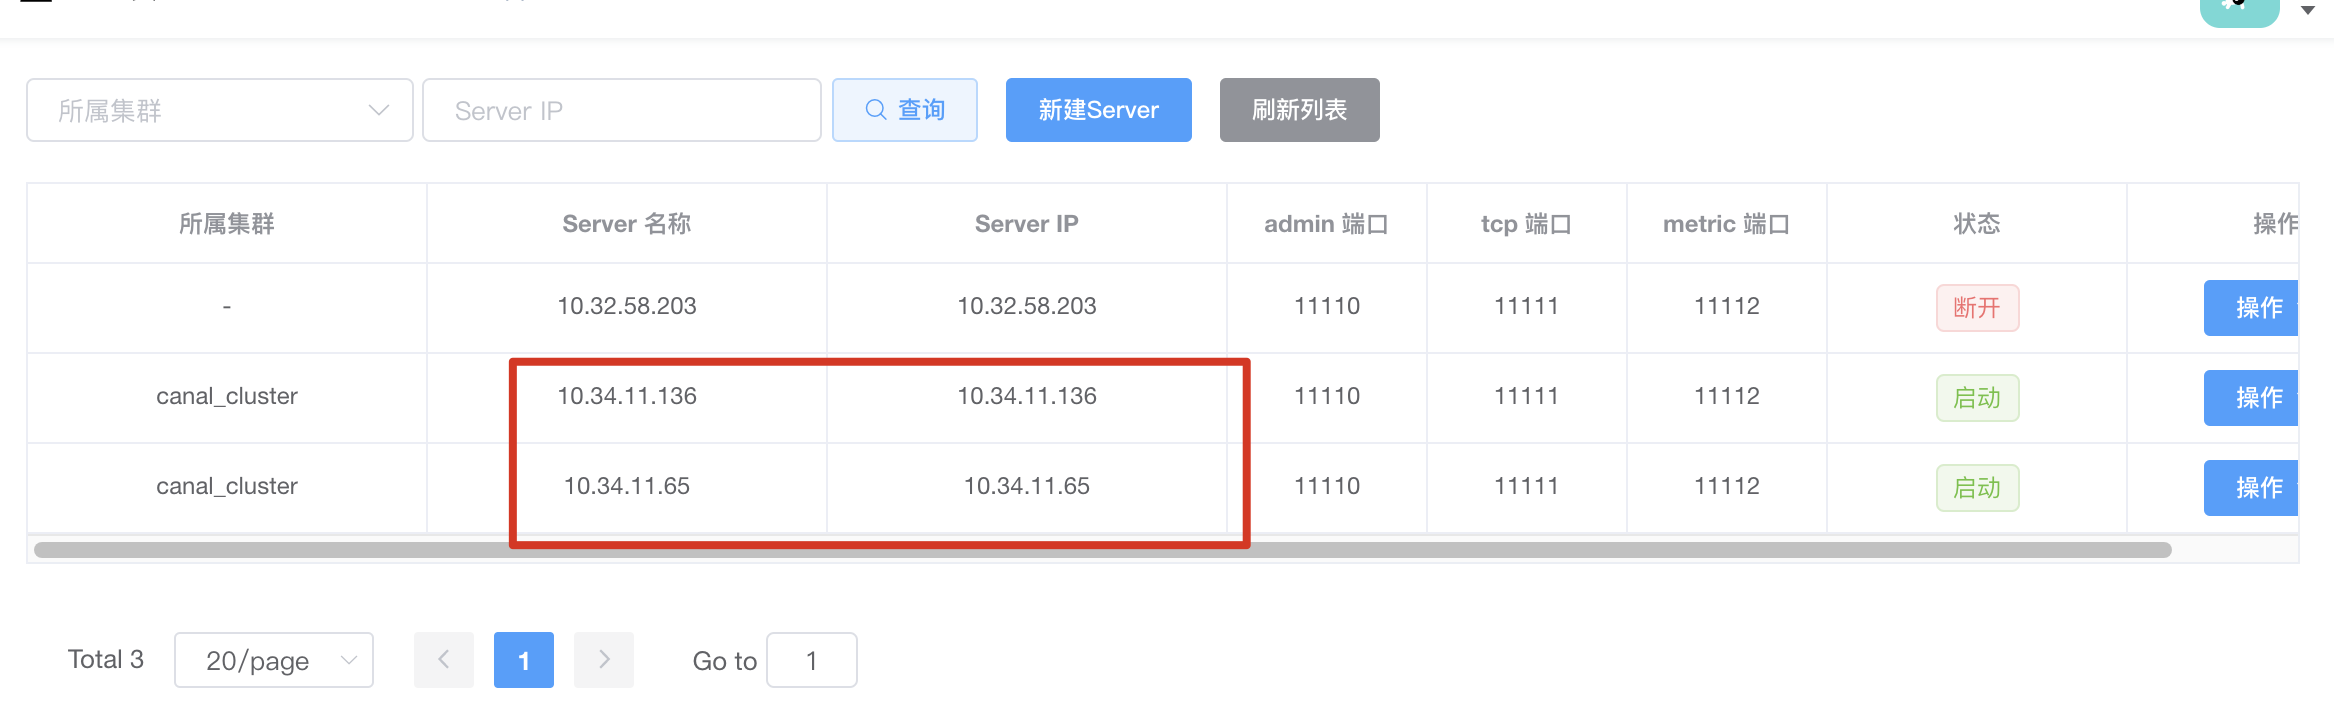 所属集群 Server IP 查询 新建Server 刷新列表
所属集群 Server 名称 Server IP admin 端口 tcp 端口 metric 端口 状态 操作
- 10.32.58.203 10.32.58.203 11110 11111 11112 断开 操作
canal_cluster 10.34.11.136 10.34.11.136 11110 11111 11112 启动 操作
canal_cluster 10.34.11.65 10.34.11.65 11110 11111 11112 启动 操作
Total 3 20/page 1 Go to 1